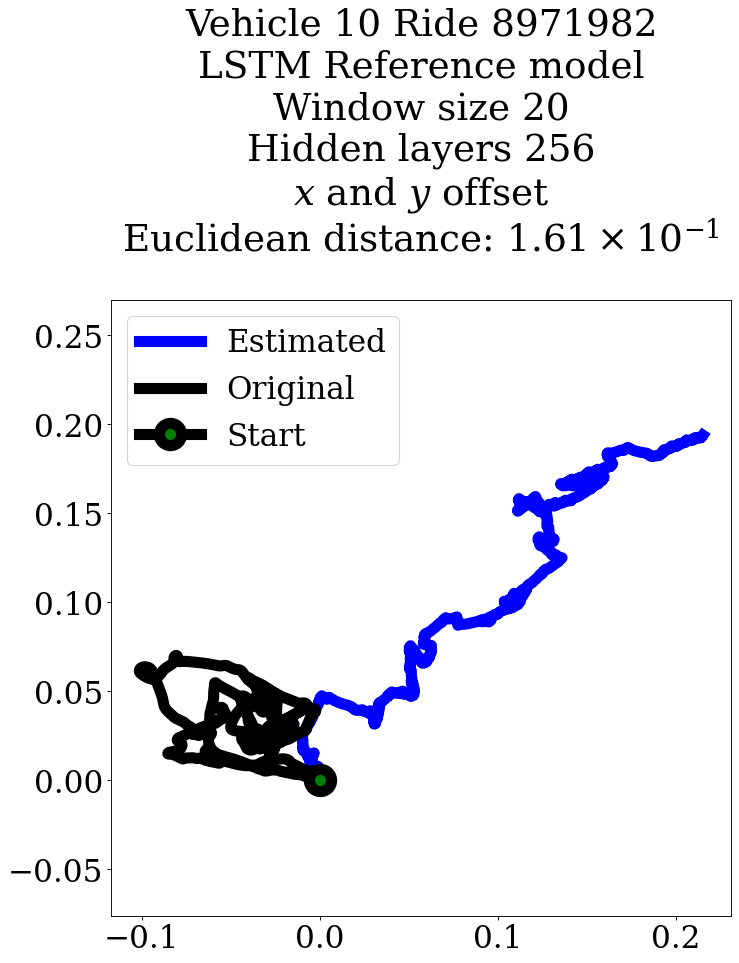 Vehicle 10 Ride 8971982
LSTM Reference model
Window size 20
Hidden layers 256
x and y offset
Euclidean distance: 1.61 × 10⁻¹
Estimated
Original
Start
0.25
0.20
0.15
0.10
0.05
0.00
−0.05
−0.1 0.0 0.1 0.2